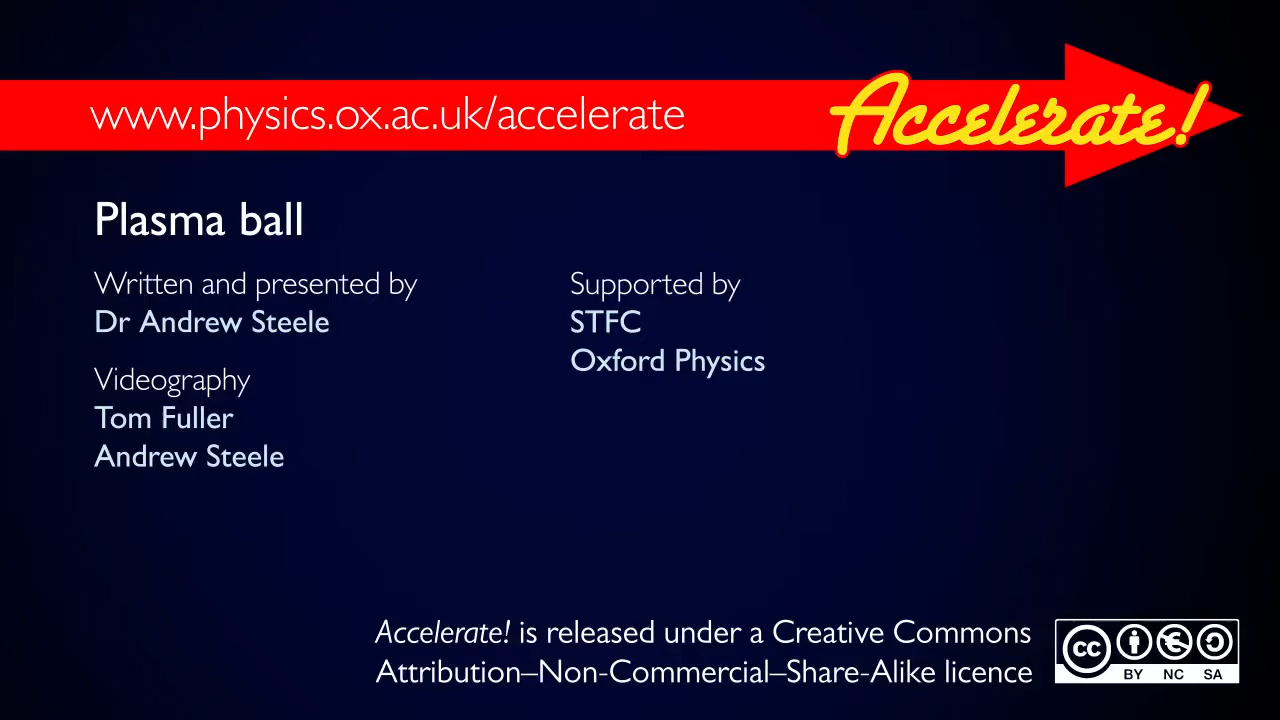 www.physics.ox.ac.uk/accelerate
Accelerate!
Plasma ball
Written and presented by
Dr Andrew Steele
Videography
Tom Fuller
Andrew Steele
Supported by
STFC
Oxford Physics
Accelerate! is released under a Creative Commons
Attribution–Non-Commercial–Share-Alike licence
cc
BY NC SA